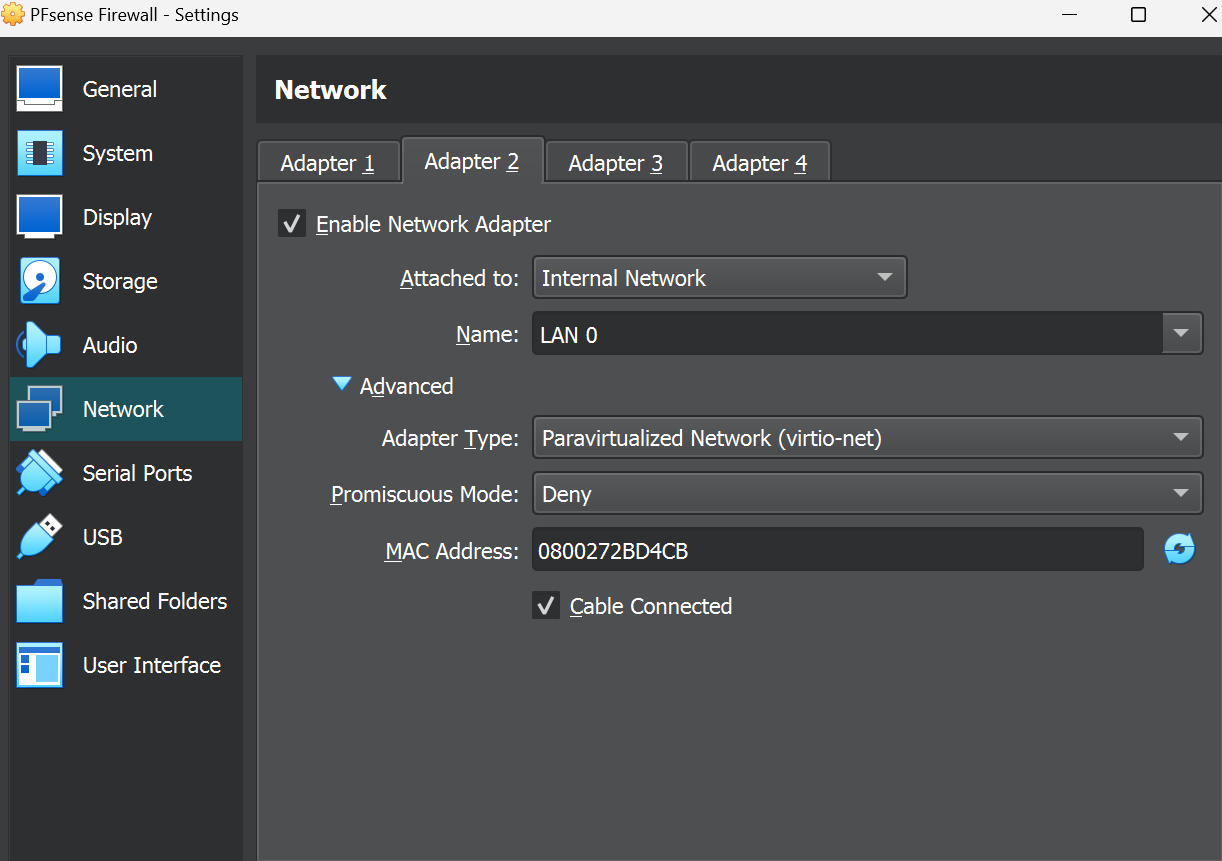 PFsense Firewall - Settings
General
System
Display
Storage
Audio
Network
Serial Ports
USB
Shared Folders
User Interface
Network
Adapter 1 Adapter 2 Adapter 3 Adapter 4
Enable Network Adapter
Attached to: Internal Network
Name: LAN 0
Advanced
Adapter Type: Paravirtualized Network (virtio-net)
Promiscuous Mode: Deny
MAC Address: 0800272BD4CB
Cable Connected